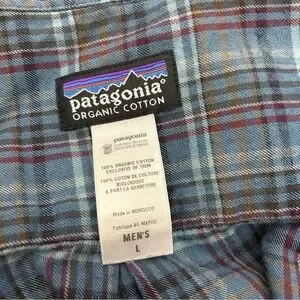 patagonia®
ORGANIC COTTON
patagonia
100% ORGANIC COTTON
EXCLUSIVE OF TRIM
100% COTON DE CULTURE
BIOLOGIQUE
À PART LA GARNITURE
Made in MOROCCO
Fabriqué AU MAROC
MEN'S
L